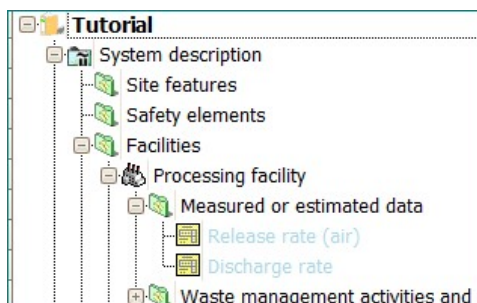 Tutorial
System description
Site features
Safety elements
Facilities
Processing facility
Measured or estimated data
Release rate (air)
Discharge rate
Waste management activities and